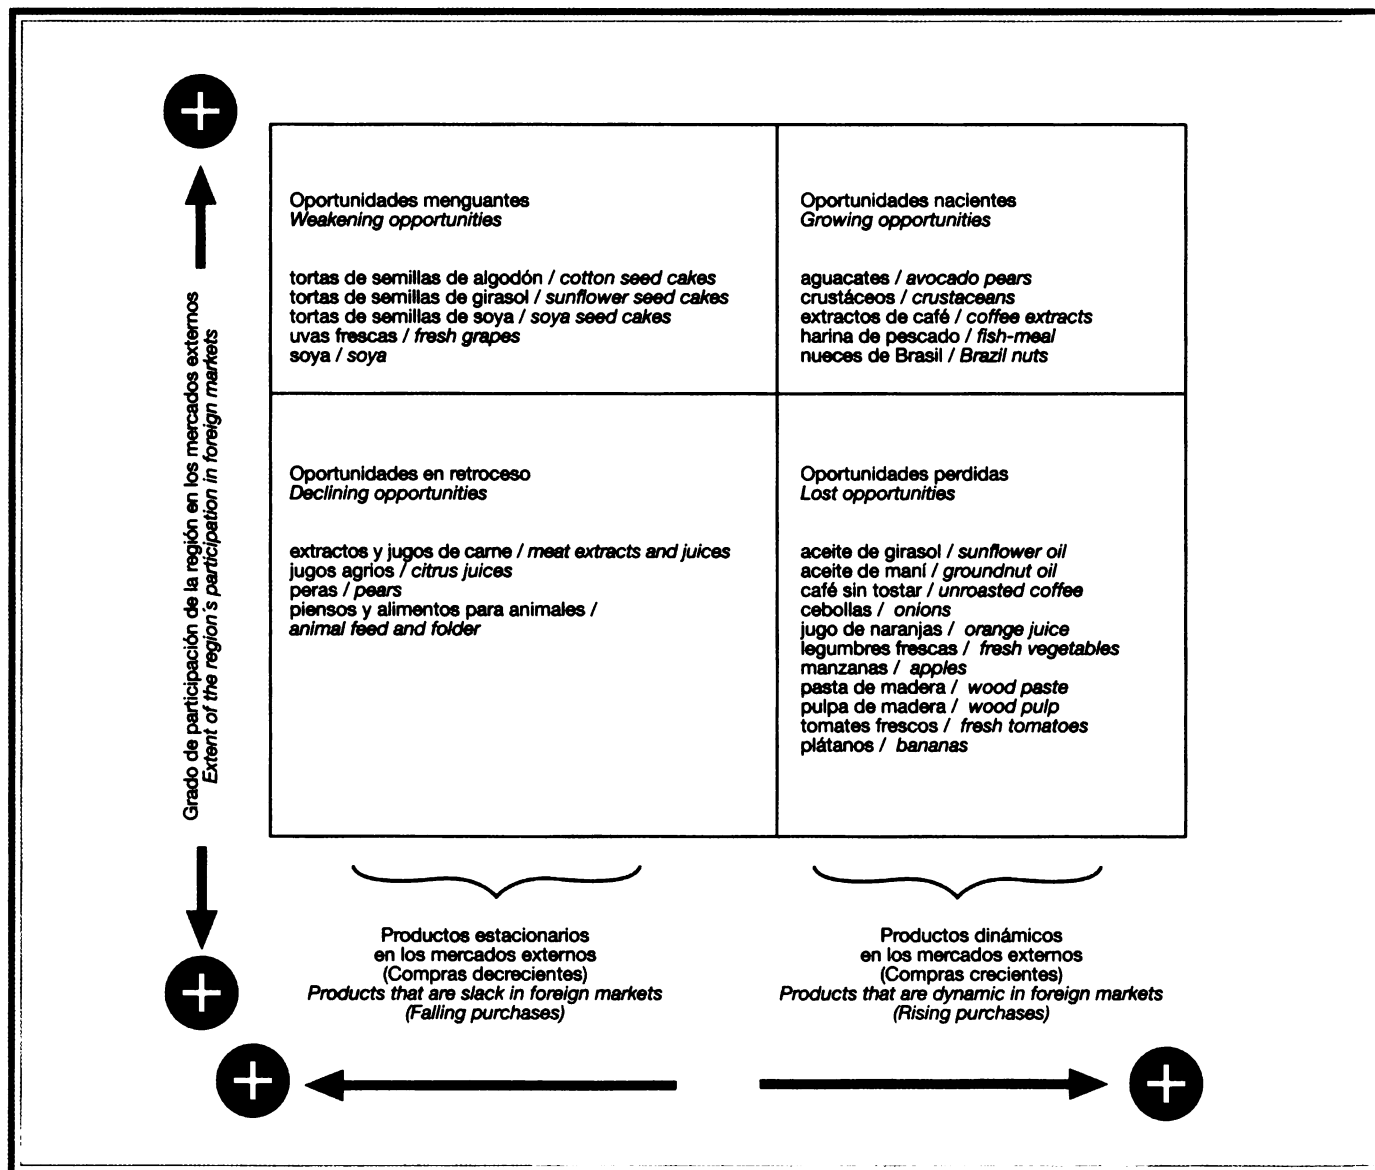 Grado de participación de la región en los mercados externos
Extent of the region's participation in foreign markets
Oportunidades menguantes
Weakening opportunities
tortas de semillas de algodón / cotton seed cakes
tortas de semillas de girasol / sunflower seed cakes
tortas de semillas de soya / soya seed cakes
uvas frescas / fresh grapes
soya / soya
Oportunidades nacientes
Growing opportunities
aguacates / avocado pears
crustáceos / crustaceans
extractos de café / coffee extracts
harina de pescado / fish-meal
nueces de Brasil / Brazil nuts
Oportunidades en retroceso
Declining opportunities
extractos y jugos de carne / meat extracts and juices
jugos agrios / citrus juices
peras / pears
piensos y alimentos para animales /
animal feed and folder
Oportunidades perdidas
Lost opportunities
aceite de girasol / sunflower oil
aceite de maní / groundnut oil
café sin tostar / unroasted coffee
cebollas / onions
jugo de naranjas / orange juice
legumbres frescas / fresh vegetables
manzanas / apples
pasta de madera / wood paste
pulpa de madera / wood pulp
tomates frescos / fresh tomatoes
plátanos / bananas
Productos estacionarios
en los mercados externos
(Compras decrecientes)
Products that are slack in foreign markets
(Falling purchases)
Productos dinámicos
en los mercados externos
(Compras crecientes)
Products that are dynamic in foreign markets
(Rising purchases)